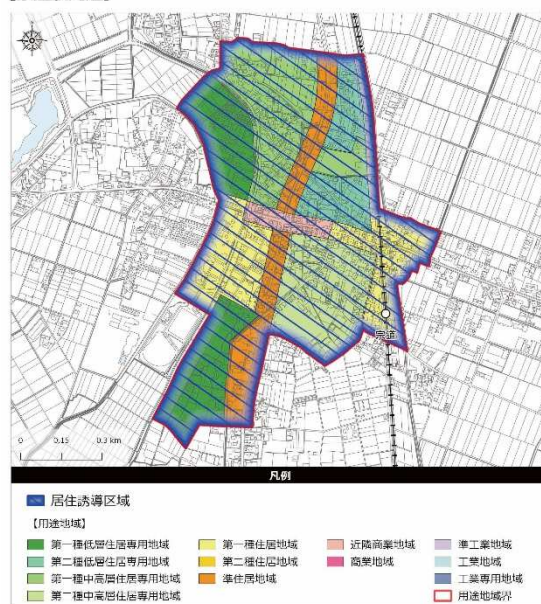 宗道
0 0.15 0.3 km
凡例
居住誘導区域
【用途地域】
第一種低層住居専用地域 第一種住居地域 近隣商業地域 準工業地域
第二種低層住居専用地域 第二種住居地域 商業地域 工業地域
第一種中高層住居専用地域 準住居地域 工業専用地域
第二種中高層住居専用地域 用途地域界